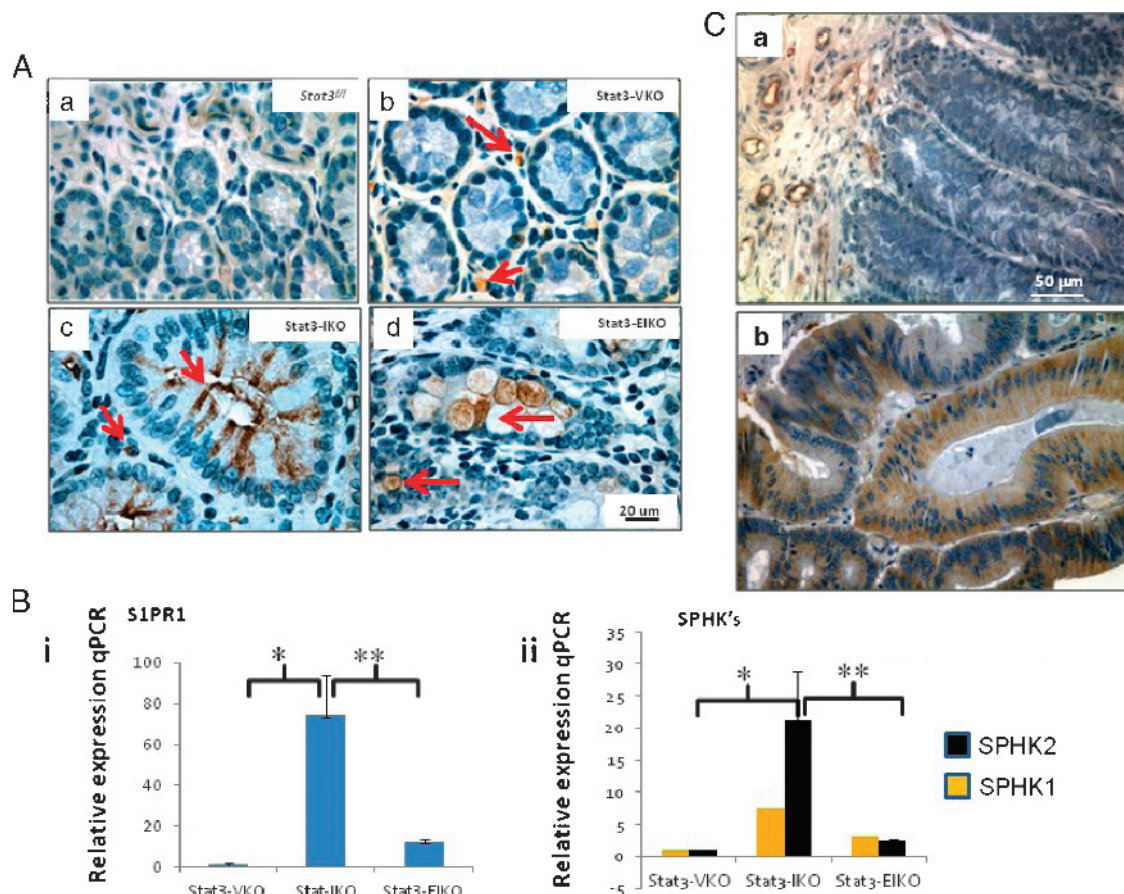 A
a
Stat3f/f
b
Stat3-VKO
c
Stat3-IKO
d
Stat3-EIKO
20 um
B
i
S1PR1
Relative expression qPCR
100
80
60
40
20
0
*
**
Stat3-VKO
Stat-IKO
Stat3-EIKO
ii
SPHK's
Relative expression qPCR
35
30
25
20
15
10
5
0
-5
*
**
Stat3-VKO
Stat3-IKO
Stat3-EIKO
SPHK2
SPHK1
C
a
50 μm
b